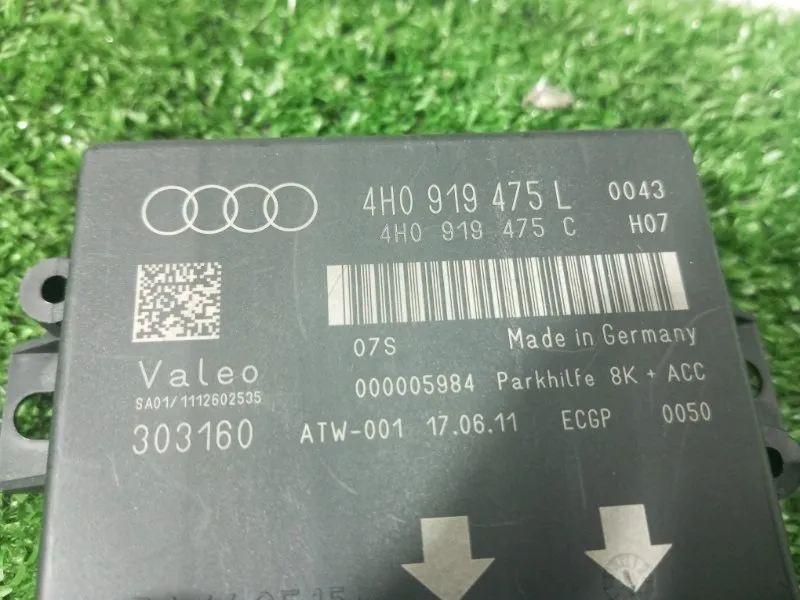 4H0 919 475 L 0043
4H0 919 475 C H07
07S Made in Germany
Valeo
000005984 Parkhilfe 8K + ACC
SA01/1112602535
303160 ATW-001 17.06.11 ECGP 0050